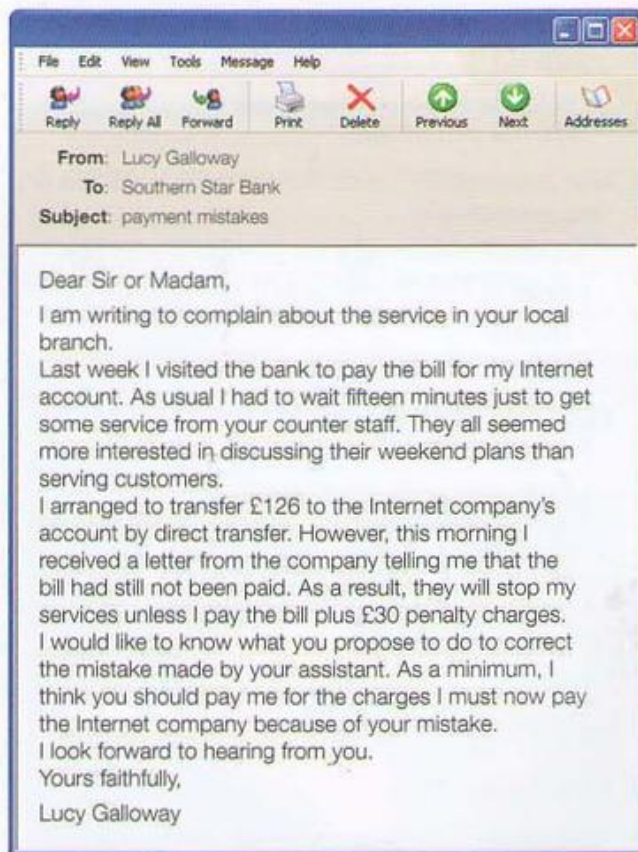 File Edit View Tools Message Help
Reply Reply All Forward Print Delete Previous Next Addresses
From: Lucy Galloway
To: Southern Star Bank
Subject: payment mistakes
Dear Sir or Madam,
I am writing to complain about the service in your local
branch.
Last week I visited the bank to pay the bill for my Internet
account. As usual I had to wait fifteen minutes just to get
some service from your counter staff. They all seemed
more interested in discussing their weekend plans than
serving customers.
I arranged to transfer £126 to the Internet company's
account by direct transfer. However, this morning I
received a letter from the company telling me that the
bill had still not been paid. As a result, they will stop my
services unless I pay the bill plus £30 penalty charges.
I would like to know what you propose to do to correct
the mistake made by your assistant. As a minimum, I
think you should pay me for the charges I must now pay
the Internet company because of your mistake.
I look forward to hearing from you.
Yours faithfully,
Lucy Galloway